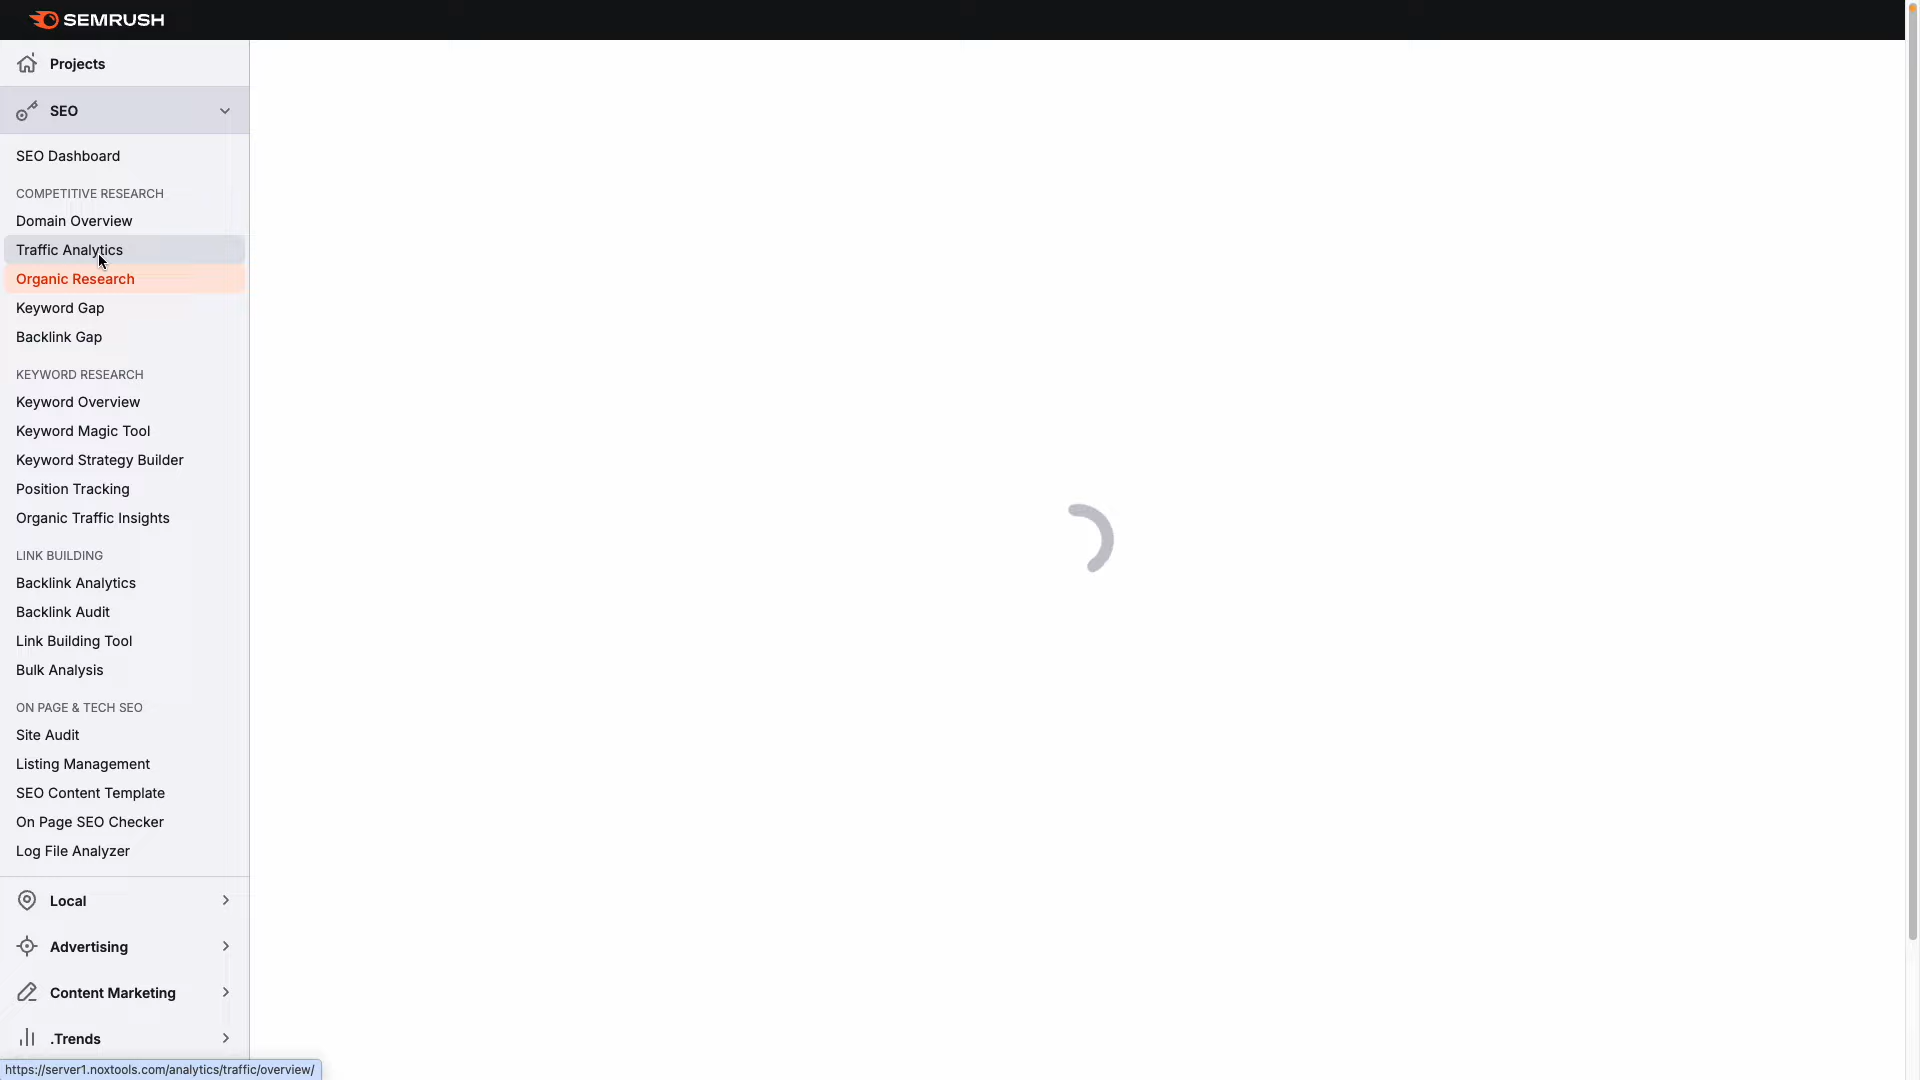 SEMRUSH
Projects
SEO
SEO Dashboard
COMPETITIVE RESEARCH
Domain Overview
Traffic Analytics
Organic Research
Keyword Gap
Backlink Gap
KEYWORD RESEARCH
Keyword Overview
Keyword Magic Tool
Keyword Strategy Builder
Position Tracking
Organic Traffic Insights
LINK BUILDING
Backlink Analytics
Backlink Audit
Link Building Tool
Bulk Analysis
ON PAGE & TECH SEO
Site Audit
Listing Management
SEO Content Template
On Page SEO Checker
Log File Analyzer
Local
Advertising
Content Marketing
.Trends
https://server1.noxtools.com/analytics/traffic/overview/